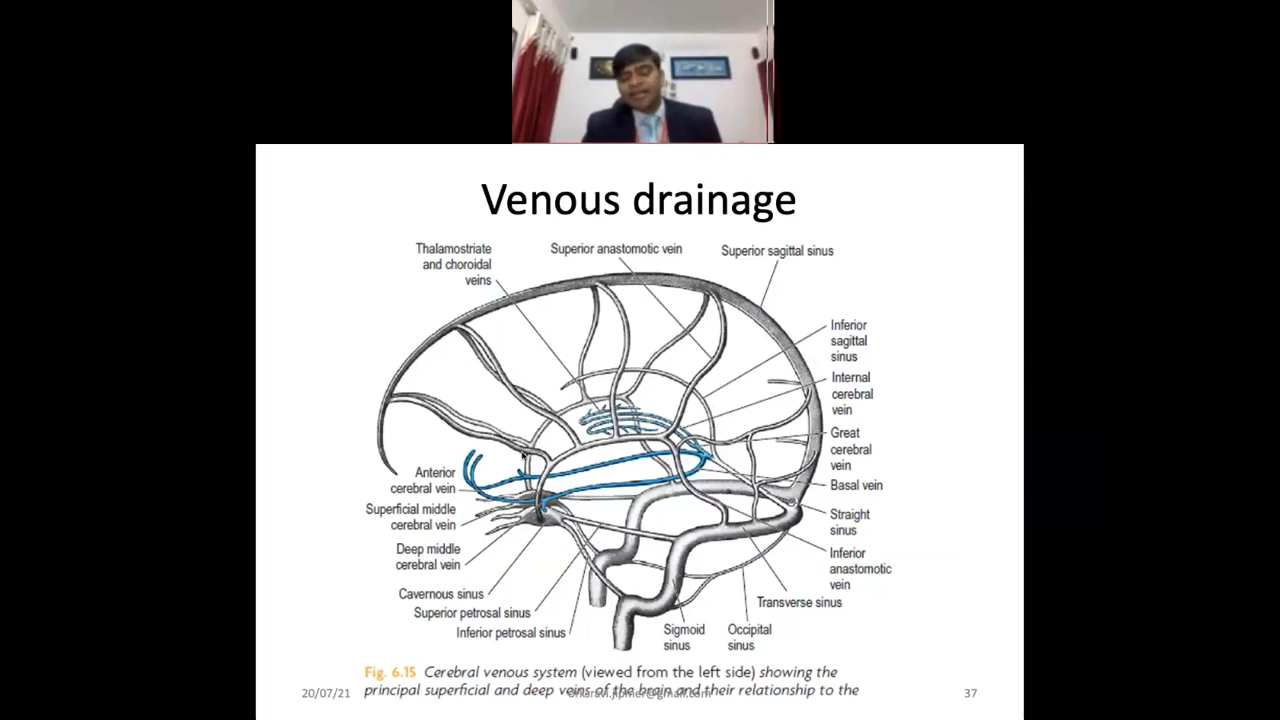 Venous drainage
Thalamostriate
and choroidal
veins
Superior anastomotic vein
Superior sagittal sinus
Inferior
sagittal
sinus
Internal
cerebral
vein
Great
cerebral
vein
Basal vein
Straight
sinus
Inferior
anastomotic
vein
Transverse sinus
Anterior
cerebral vein
Superficial middle
cerebral vein
Deep middle
cerebral vein
Cavernous sinus
Superior petrosal sinus
Inferior petrosal sinus
Sigmoid
sinus
Occipital
sinus
Fig. 6.15 Cerebral venous system (viewed from the left side) showing the
principal superficial and deep veins of the brain and their relationship to the
20/07/21
37